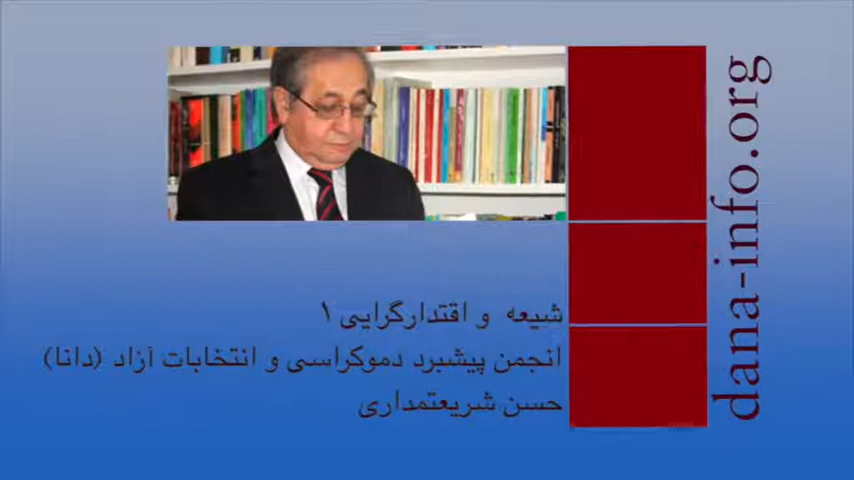 شیعه و اقتدارگرایی ۱
انجمن پیشبرد دموکراسی و انتخابات آزاد (دانا)
حسن شریعتمداری
dana-info.org